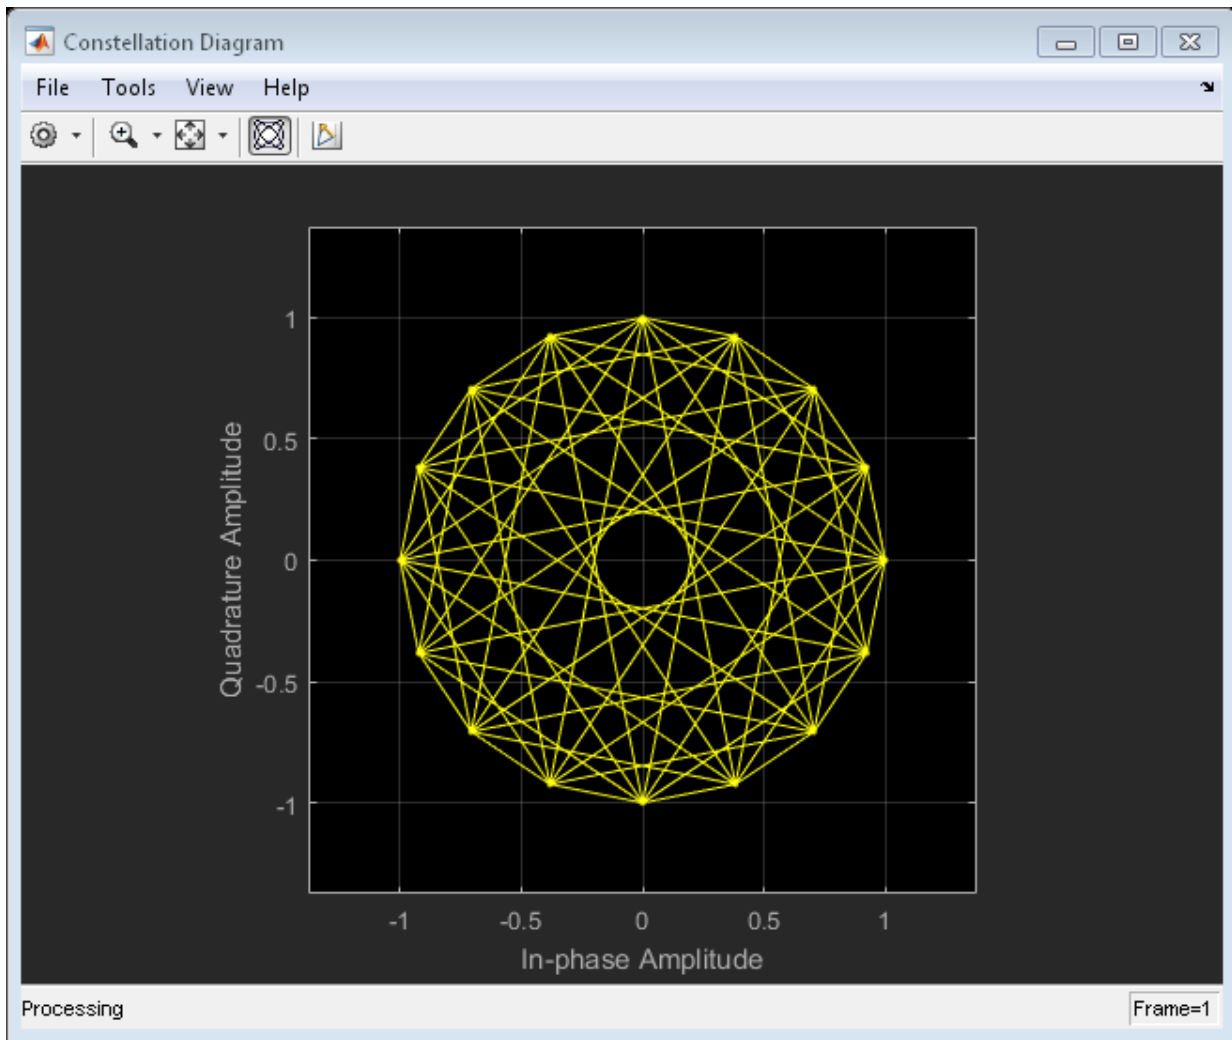 Constellation Diagram
File Tools View Help
1
0.5
0
-0.5
-1
Quadrature Amplitude
-1 -0.5 0 0.5 1
In-phase Amplitude
Processing Frame=1